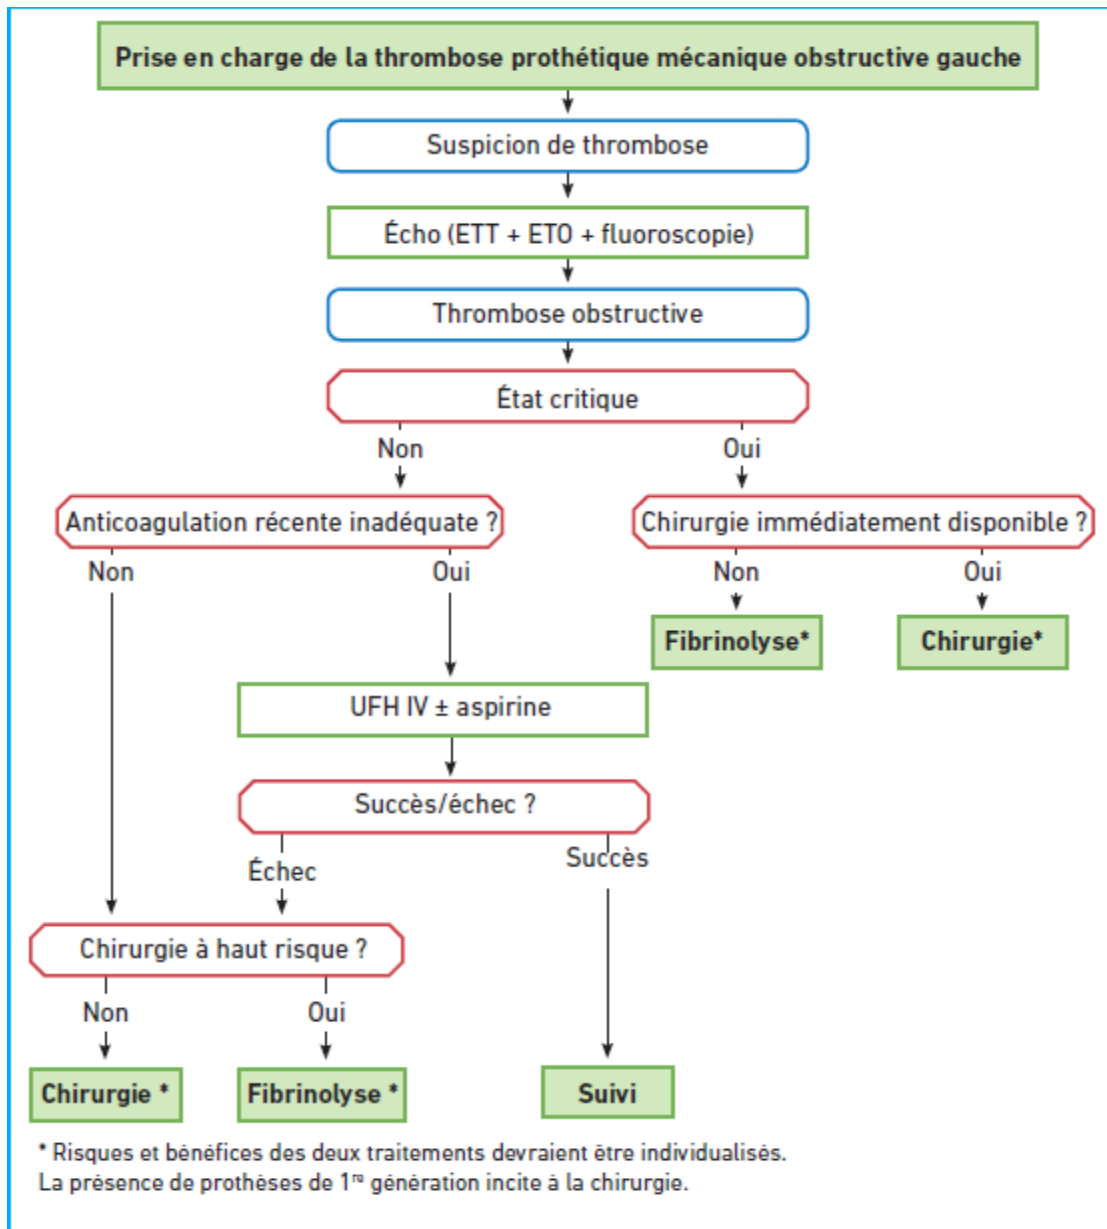 Prise en charge de la thrombose prothétique mécanique obstructive gauche
Suspicion de thrombose
Écho (ETT + ETO + fluoroscopie)
Thrombose obstructive
État critique
Non
Oui
Anticoagulation récente inadéquate ?
Chirurgie immédiatement disponible ?
Non
Oui
Non
Oui
Fibrinolyse*
Chirurgie*
UFH IV ± aspirine
Succès/échec ?
Échec
Succès
Chirurgie à haut risque ?
Non
Oui
Chirurgie *
Fibrinolyse *
Suivi
* Risques et bénéfices des deux traitements devraient être individualisés.
La présence de prothèses de 1re génération incite à la chirurgie.